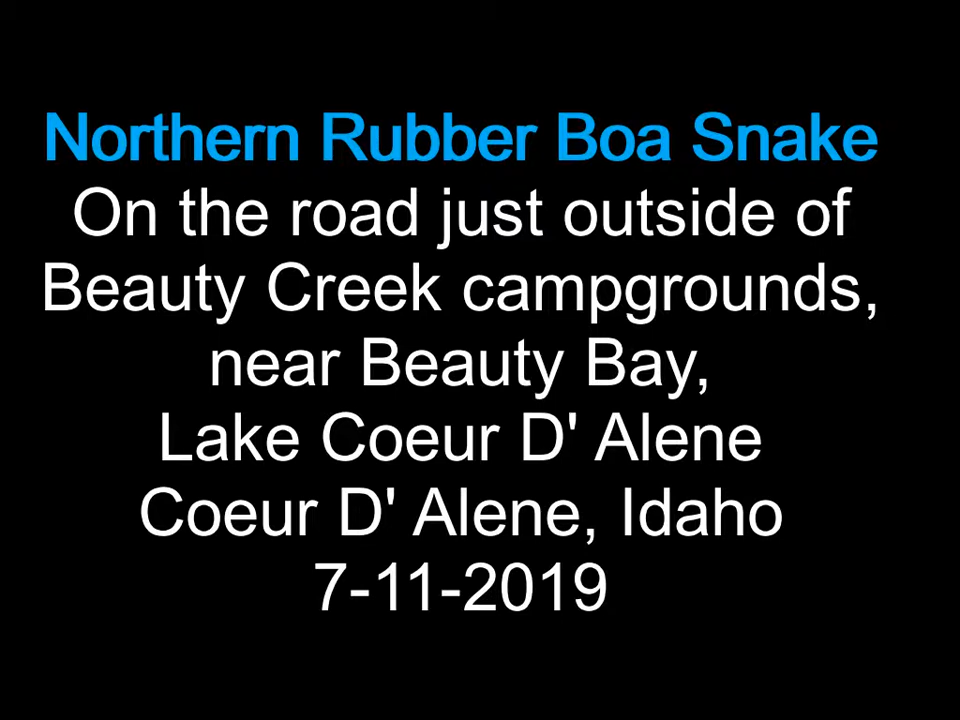 Northern Rubber Boa Snake
On the road just outside of
Beauty Creek campgrounds,
near Beauty Bay,
Lake Coeur D' Alene
Coeur D' Alene, Idaho
7-11-2019